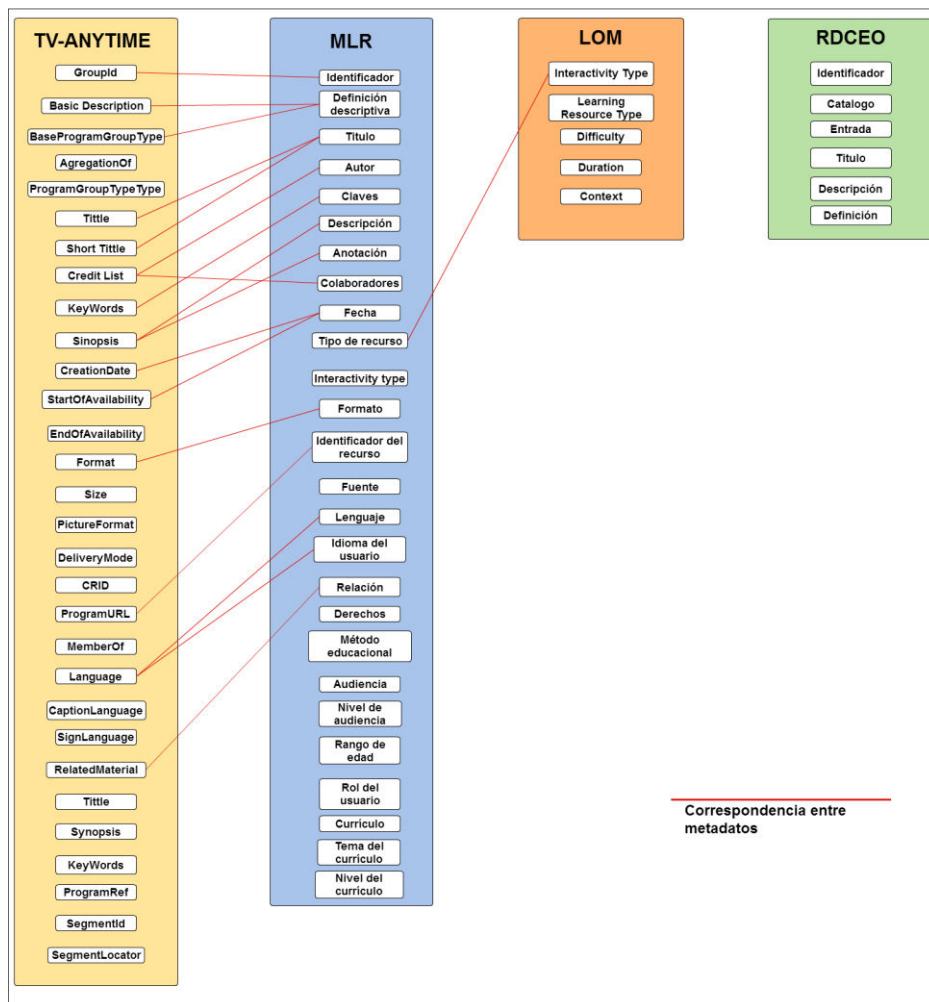 TV-ANYTIME
GroupId
Basic Description
BaseProgramGroupType
AgregationOf
ProgramGroupTypeType
Tittle
Short Tittle
Credit List
KeyWords
Sinopsis
CreationDate
StartOfAvailability
EndOfAvailability
Format
Size
PictureFormat
DeliveryMode
CRID
ProgramURL
MemberOf
Language
CaptionLanguage
SignLanguage
RelatedMaterial
Tittle
Synopsis
KeyWords
ProgramRef
SegmentId
SegmentLocator
MLR
Identificador
Definición
descriptiva
Titulo
Autor
Claves
Descripción
Anotación
Colaboradores
Fecha
Tipo de recurso
Interactivity type
Formato
Identificador del
recurso
Fuente
Lenguaje
Idioma del
usuario
Relación
Derechos
Método
educacional
Audiencia
Nivel de
audiencia
Rango de
edad
Rol del
usuario
Currículo
Tema del
currículo
Nivel del
currículo
LOM
Interactivity Type
Learning
Resource Type
Difficulty
Duration
Context
RDCEO
Identificador
Catalogo
Entrada
Titulo
Descripción
Definición
Correspondencia entre
metadatos